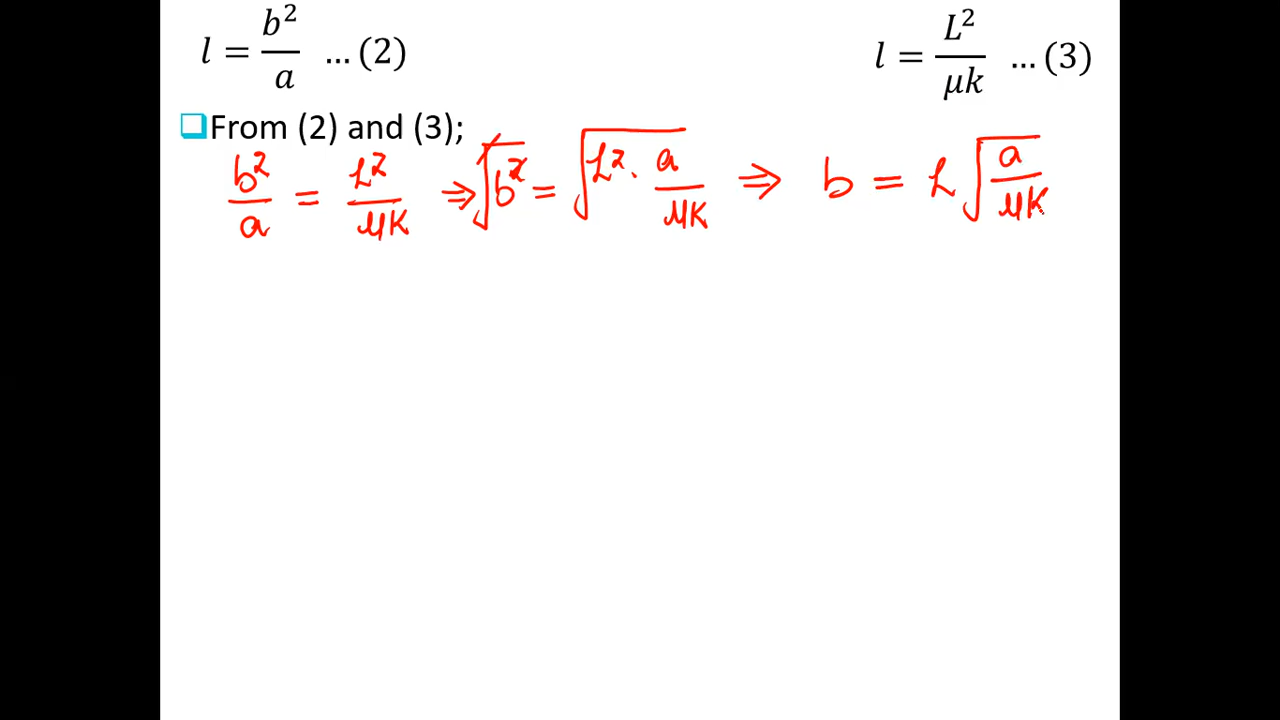 l = b²/a ...(2) l = L²/μk ...(3)
❑From (2) and (3);
b²/a = L²/μK ⇒ √b² = √(L² · a/μK) ⇒ b = L√(a/μK)